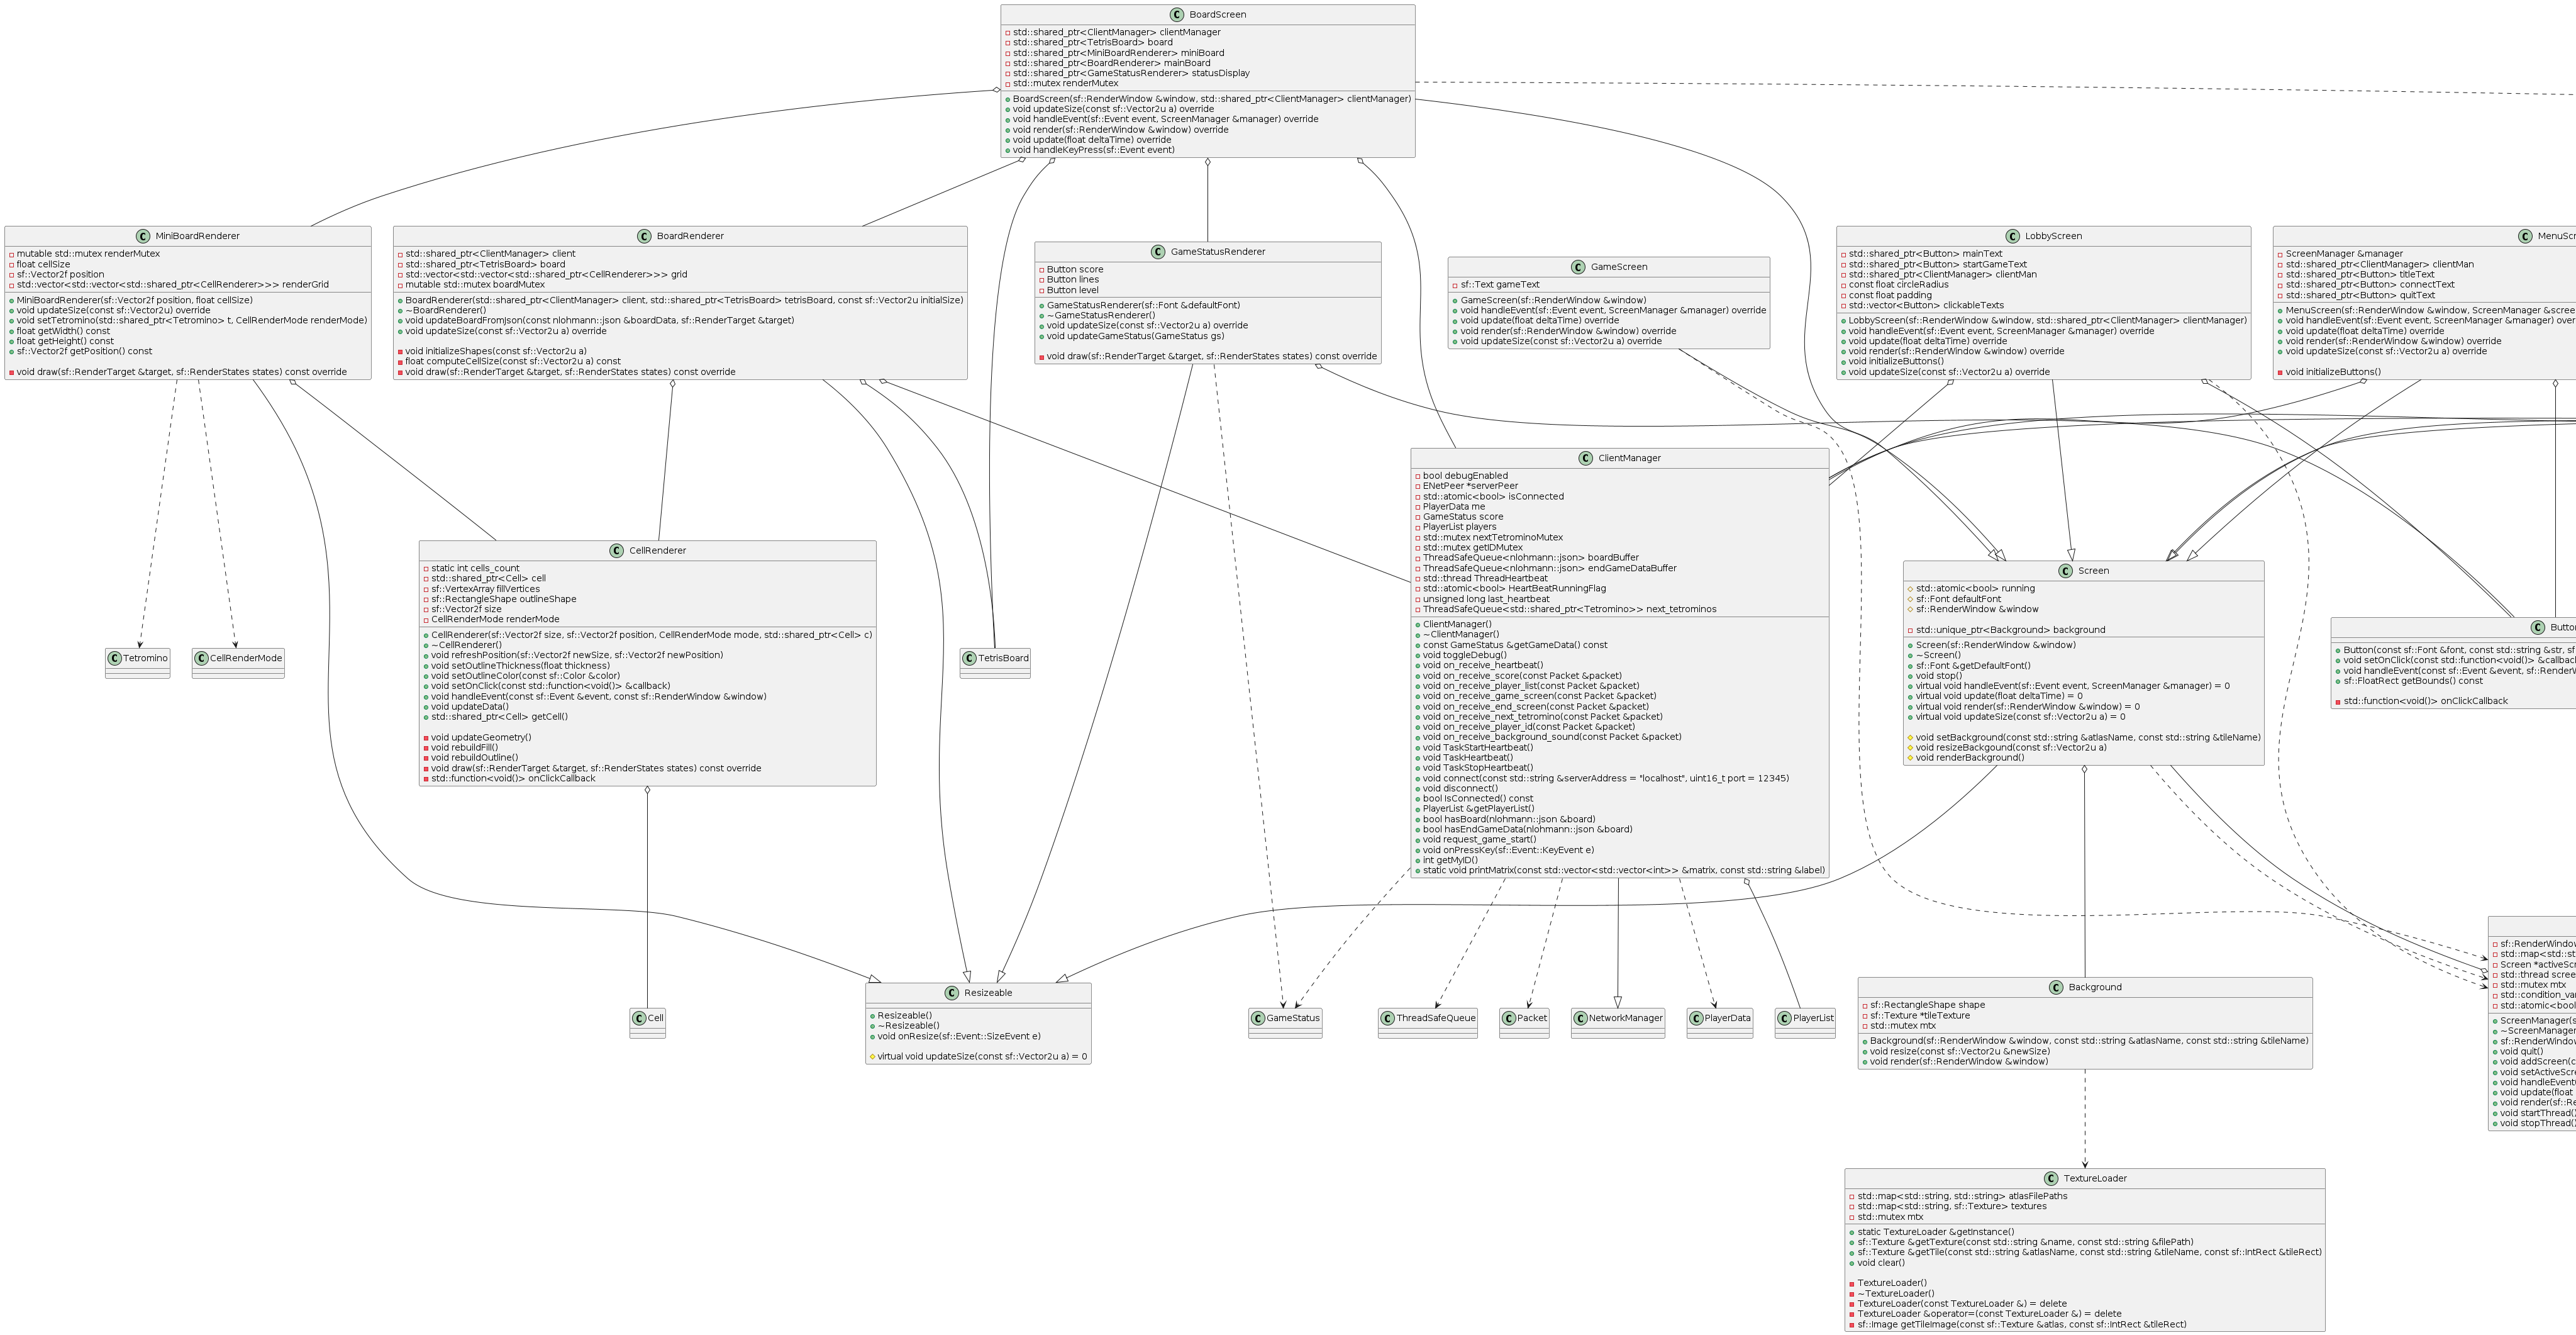 BoardScreen
std::shared_ptr<ClientManager> clientManager
std::shared_ptr<TetrisBoard> board
std::shared_ptr<MiniBoardRenderer> miniBoard
std::shared_ptr<BoardRenderer> mainBoard
std::shared_ptr<GameStatusRenderer> statusDisplay
std::mutex renderMutex
BoardScreen(sf::RenderWindow &window, std::shared_ptr<ClientManager> clientManager)
void updateSize(const sf::Vector2u a) override
void handleEvent(sf::Event event, ScreenManager &manager) override
void render(sf::RenderWindow &window) override
void update(float deltaTime) override
void handleKeyPress(sf::Event event)
MiniBoardRenderer
mutable std::mutex renderMutex
float cellSize
sf::Vector2f position
std::vector<std::vector<std::shared_ptr<CellRenderer>>> renderGrid
MiniBoardRenderer(sf::Vector2f position, float cellSize)
void updateSize(const sf::Vector2u) override
void setTetromino(std::shared_ptr<Tetromino> t, CellRenderMode renderMode)
float getWidth() const
float getHeight() const
sf::Vector2f getPosition() const
void draw(sf::RenderTarget &target, sf::RenderStates states) const override
BoardRenderer
std::shared_ptr<ClientManager> client
std::shared_ptr<TetrisBoard> board
std::vector<std::vector<std::shared_ptr<CellRenderer>>> grid
mutable std::mutex boardMutex
BoardRenderer(std::shared_ptr<ClientManager> client, std::shared_ptr<TetrisBoard> tetrisBoard, const sf::Vector2u initialSize)
~BoardRenderer()
void updateBoardFromJson(const nlohmann::json &boardData, sf::RenderTarget &target)
void updateSize(const sf::Vector2u a) override
void initializeShapes(const sf::Vector2u a)
float computeCellSize(const sf::Vector2u a) const
void draw(sf::RenderTarget &target, sf::RenderStates states) const override
GameStatusRenderer
Button score
Button lines
Button level
GameStatusRenderer(sf::Font &defaultFont)
~GameStatusRenderer()
void updateSize(const sf::Vector2u a) override
void updateGameStatus(GameStatus gs)
void draw(sf::RenderTarget &target, sf::RenderStates states) const override
GameScreen
sf::Text gameText
GameScreen(sf::RenderWindow &window)
void handleEvent(sf::Event event, ScreenManager &manager) override
void update(float deltaTime) override
void render(sf::RenderWindow &window) override
void updateSize(const sf::Vector2u a) override
LobbyScreen
std::shared_ptr<Button> mainText
std::shared_ptr<Button> startGameText
std::shared_ptr<ClientManager> clientMan
const float circleRadius
const float padding
std::vector<Button> clickableTexts
LobbyScreen(sf::RenderWindow &window, std::shared_ptr<ClientManager> clientManager)
void handleEvent(sf::Event event, ScreenManager &manager) override
void update(float deltaTime) override
void render(sf::RenderWindow &window) override
void initializeButtons()
void updateSize(const sf::Vector2u a) override
MenuScr
ScreenManager &manager
std::shared_ptr<ClientManager> clientMan
std::shared_ptr<Button> titleText
std::shared_ptr<Button> connectText
std::shared_ptr<Button> quitText
MenuScreen(sf::RenderWindow &window, ScreenManager &scree
void handleEvent(sf::Event event, ScreenManager &manager) over
void update(float deltaTime) override
void render(sf::RenderWindow &window) override
void updateSize(const sf::Vector2u a) override
void initializeButtons()
ClientManager
bool debugEnabled
ENetPeer *serverPeer
std::atomic<bool> isConnected
PlayerData me
GameStatus score
PlayerList players
std::mutex nextTetrominoMutex
std::mutex getIDMutex
ThreadSafeQueue<nlohmann::json> boardBuffer
ThreadSafeQueue<nlohmann::json> endGameDataBuffer
std::thread ThreadHeartbeat
std::atomic<bool> HeartBeatRunningFlag
unsigned long last_heartbeat
ThreadSafeQueue<std::shared_ptr<Tetromino>> next_tetrominos
ClientManager()
~ClientManager()
const GameStatus &getGameData() const
void toggleDebug()
void on_receive_heartbeat()
void on_receive_score(const Packet &packet)
void on_receive_player_list(const Packet &packet)
void on_receive_game_screen(const Packet &packet)
void on_receive_end_screen(const Packet &packet)
void on_receive_next_tetromino(const Packet &packet)
void on_receive_player_id(const Packet &packet)
void on_receive_background_sound(const Packet &packet)
void TaskStartHeartbeat()
void TaskHeartbeat()
void TaskStopHeartbeat()
void connect(const std::string &serverAddress = "localhost", uint16_t port = 12345)
void disconnect()
bool IsConnected() const
PlayerList &getPlayerList()
bool hasBoard(nlohmann::json &board)
bool hasEndGameData(nlohmann::json &board)
void request_game_start()
void onPressKey(sf::Event::KeyEvent e)
int getMyID()
static void printMatrix(const std::vector<std::vector<int>> &matrix, const std::string &label)
CellRenderer
static int cells_count
std::shared_ptr<Cell> cell
sf::VertexArray fillVertices
sf::RectangleShape outlineShape
sf::Vector2f size
CellRenderMode renderMode
CellRenderer(sf::Vector2f size, sf::Vector2f position, CellRenderMode mode, std::shared_ptr<Cell> c)
~CellRenderer()
void refreshPosition(sf::Vector2f newSize, sf::Vector2f newPosition)
void setOutlineThickness(float thickness)
void setOutlineColor(const sf::Color &color)
void setOnClick(const std::function<void()> &callback)
void handleEvent(const sf::Event &event, const sf::RenderWindow &window)
void updateData()
std::shared_ptr<Cell> getCell()
void updateGeometry()
void rebuildFill()
void rebuildOutline()
void draw(sf::RenderTarget &target, sf::RenderStates states) const override
std::function<void()> onClickCallback
Screen
std::atomic<bool> running
sf::Font defaultFont
sf::RenderWindow &window
std::unique_ptr<Background> background
Screen(sf::RenderWindow &window)
~Screen()
sf::Font &getDefaultFont()
void stop()
virtual void handleEvent(sf::Event event, ScreenManager &manager) = 0
virtual void update(float deltaTime) = 0
virtual void render(sf::RenderWindow &window) = 0
virtual void updateSize(const sf::Vector2u a) = 0
void setBackground(const std::string &atlasName, const std::string &tileName)
void resizeBackgound(const sf::Vector2u a)
void renderBackground()
Butto
Button(const sf::Font &font, const std::string &str, sf
void setOnClick(const std::function<void()> &callback
void handleEvent(const sf::Event &event, sf::RenderW
sf::FloatRect getBounds() const
std::function<void()> onClickCallback
Tetromino
CellRenderMode
TetrisBoard
sf::RenderWindow
std::map<std::st
Screen *activeScr
std::thread scree
std::mutex mtx
std::condition_var
std::atomic<bool
ScreenManager(s
~ScreenManager
sf::RenderWindow
void quit()
void addScreen(c
void setActiveScre
void handleEvent(
void update(float
void render(sf::Re
void startThread()
void stopThread()
Cell
Resizeable
Resizeable()
~Resizeable()
void onResize(sf::Event::SizeEvent e)
virtual void updateSize(const sf::Vector2u a) = 0
GameStatus
ThreadSafeQueue
Packet
NetworkManager
PlayerData
PlayerList
Background
sf::RectangleShape shape
sf::Texture *tileTexture
std::mutex mtx
Background(sf::RenderWindow &window, const std::string &atlasName, const std::string &tileName)
void resize(const sf::Vector2u &newSize)
void render(sf::RenderWindow &window)
TextureLoader
std::map<std::string, std::string> atlasFilePaths
std::map<std::string, sf::Texture> textures
std::mutex mtx
static TextureLoader &getInstance()
sf::Texture &getTexture(const std::string &name, const std::string &filePath)
sf::Texture &getTile(const std::string &atlasName, const std::string &tileName, const sf::IntRect &tileRect)
void clear()
TextureLoader()
~TextureLoader()
TextureLoader(const TextureLoader &) = delete
TextureLoader &operator=(const TextureLoader &) = delete
sf::Image getTileImage(const sf::Texture &atlas, const sf::IntRect &tileRect)